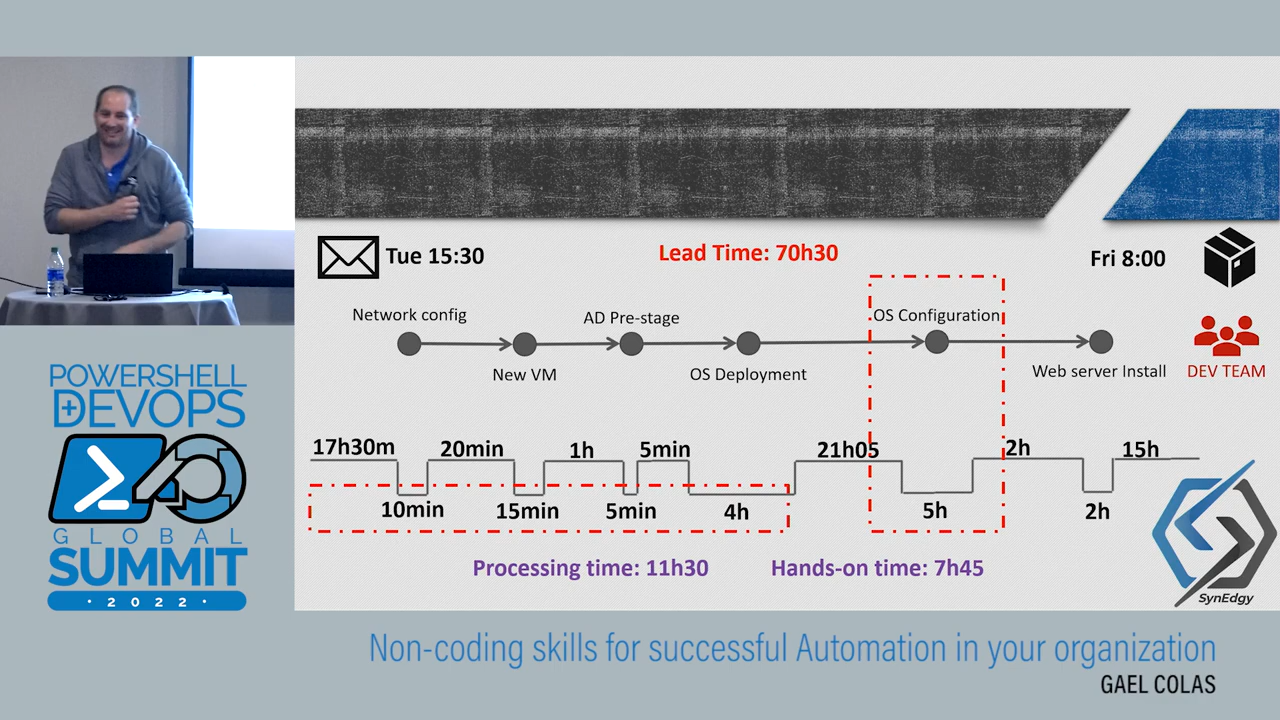 Tue 15:30
Lead Time: 70h30
Fri 8:00
Network config
AD Pre-stage
OS Configuration
New VM
OS Deployment
Web server Install
DEV TEAM
17h30m
20min
1h
5min
21h05
2h
15h
10min
15min
5min
4h
5h
2h
Processing time: 11h30
Hands-on time: 7h45
SynEdgy
POWERSHELL
+DEVOPS
GLOBAL
SUMMIT
· 2022 ·
Non-coding skills for successful Automation in your organization
GAEL COLAS